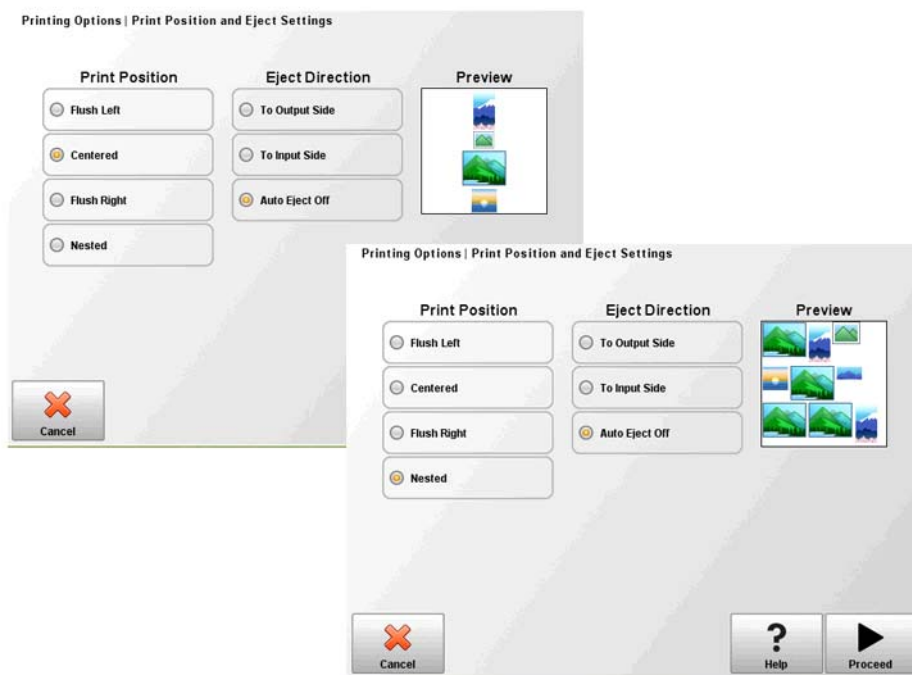 Printing Options | Print Position and Eject Settings
Print Position
Eject Direction
Preview
Flush Left
To Output Side
Centered
To Input Side
Flush Right
Auto Eject Off
Nested
Cancel
Printing Options | Print Position and Eject Settings
Print Position
Eject Direction
Preview
Flush Left
To Output Side
Centered
To Input Side
Flush Right
Auto Eject Off
Nested
Cancel
?
Help
Proceed